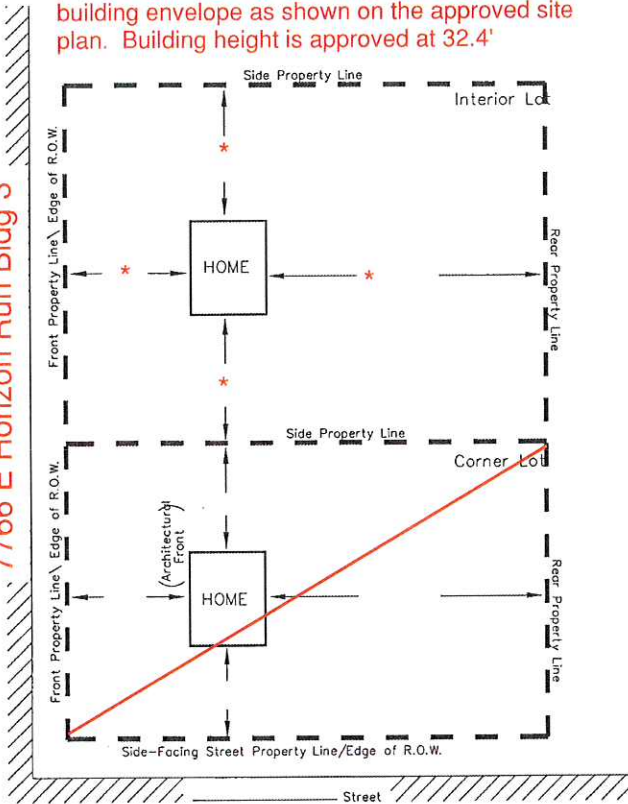 building envelope as shown on the approved site
plan. Building height is approved at 32.4'
Side Property Line
Interior Lot
Front Property Line\ Edge of R.O.W.
*
*
HOME
*
*
Rear Property Line
7766 E Horizon Run Bldg
Side Property Line
Corner Lot
Front Property Line\ Edge of R.O.W.
(Architectural
Front)
HOME
Rear Property Line
Side-Facing Street Property Line/Edge of R.O.W.
Street